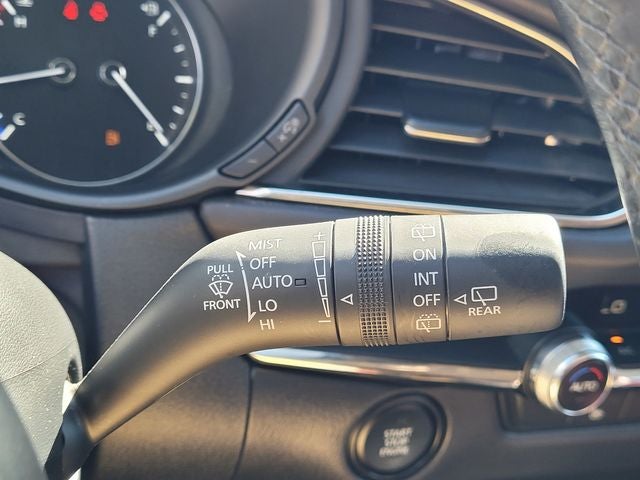 H
E
C
F
MIST
OFF
AUTO
LO
HI
PULL
FRONT
+
-
ON
INT
OFF
REAR
AUTO
START
STOP
ENGINE